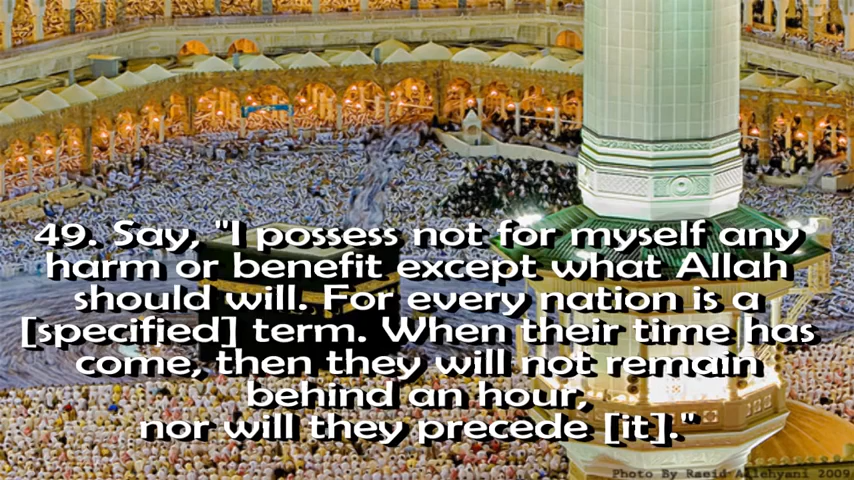 49. Say, "I possess not for myself any
harm or benefit except what Allah
should will. For every nation is a
[specified] term. When their time has
come, then they will not remain
behind an hour,
nor will they precede [it]."
Photo By Raeid Allehyani 2009